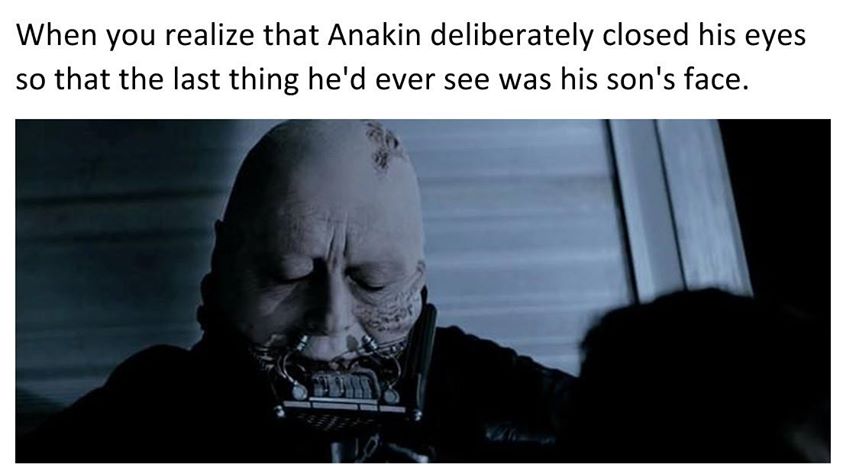 When you realize that Anakin deliberately closed his eyes
so that the last thing he'd ever see was his son's face.